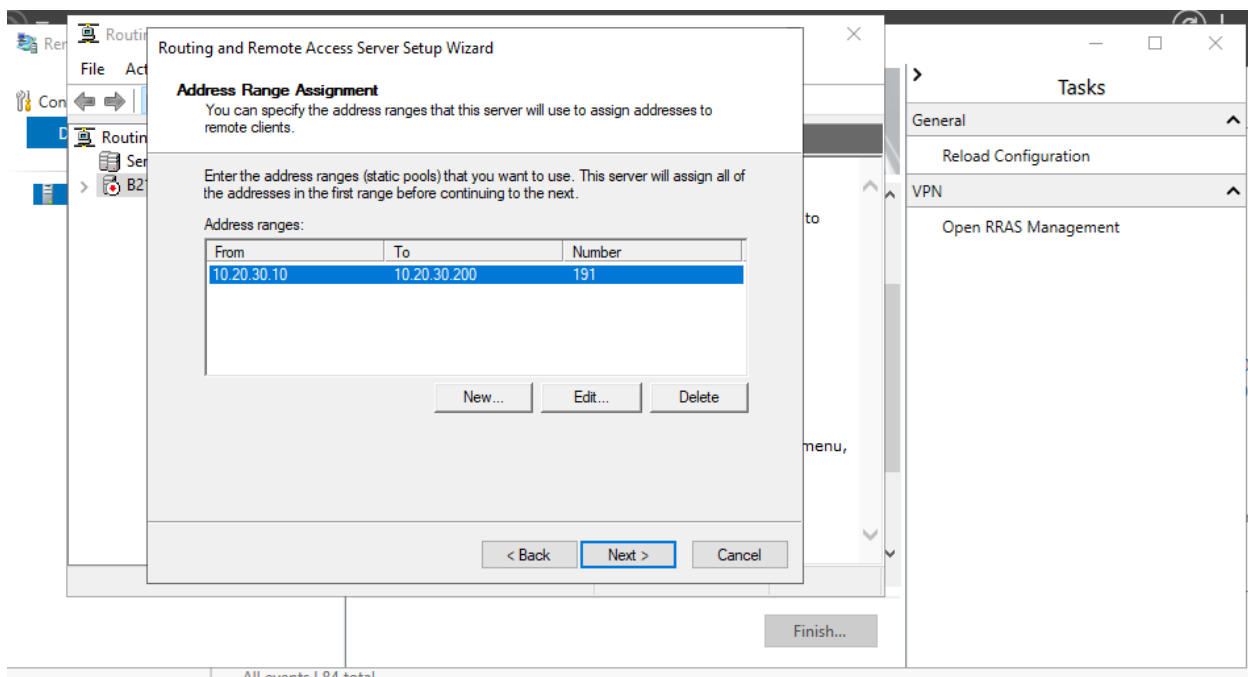 Routing and Remote Access Server Setup Wizard
Address Range Assignment
You can specify the address ranges that this server will use to assign addresses to
remote clients.
Enter the address ranges (static pools) that you want to use. This server will assign all of
the addresses in the first range before continuing to the next.
Address ranges:
From To Number
10.20.30.10 10.20.30.200 191
New... Edit... Delete
< Back Next > Cancel
File
to
menu,
Finish...
Tasks
General
Reload Configuration
VPN
Open RRAS Management